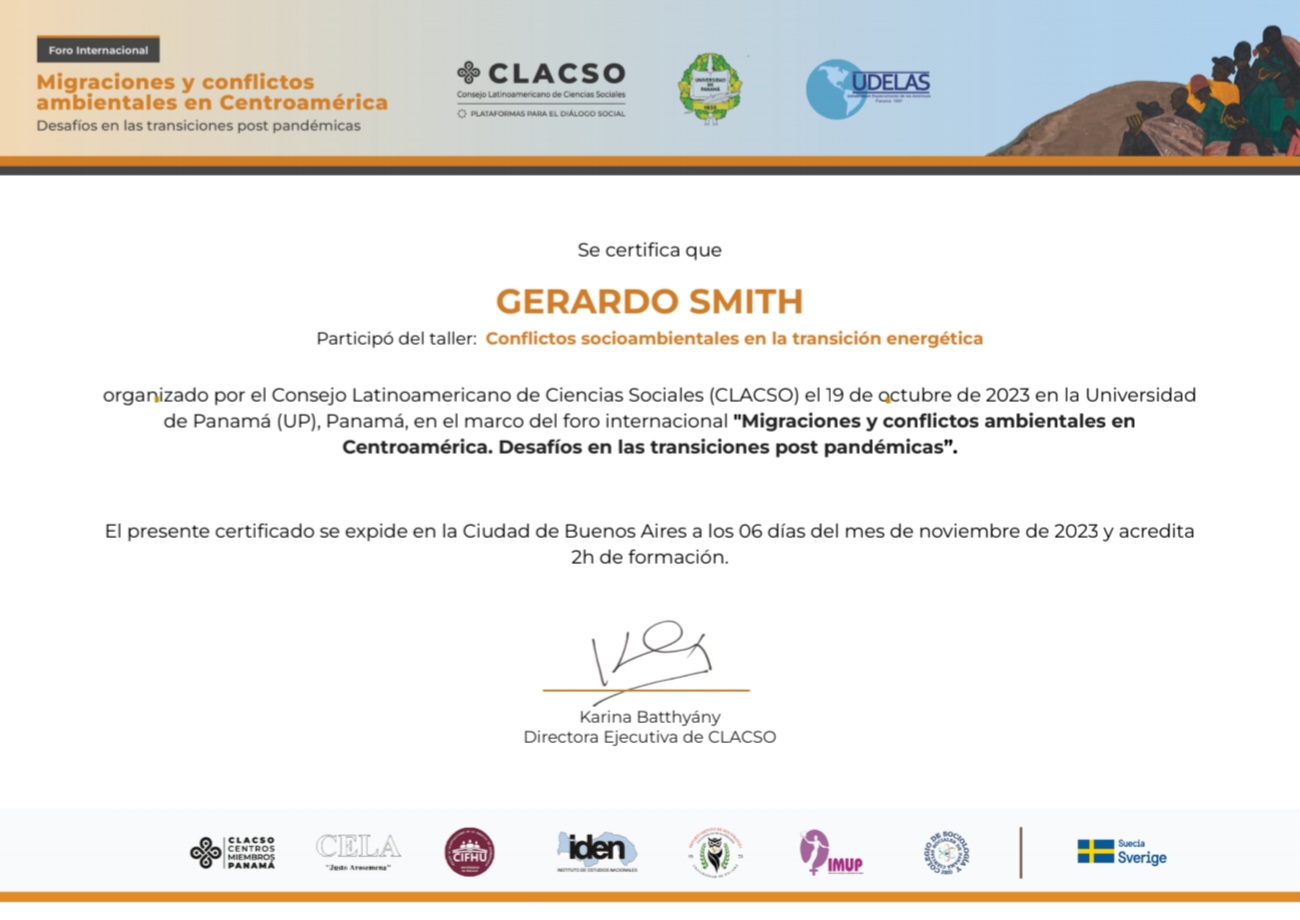 Foro Internacional
Migraciones y conflictos
ambientales en Centroamérica
Desafíos en las transiciones post pandémicas
CLACSO
Consejo Latinoamericano de Ciencias Sociales
PLATAFORMAS PARA EL DIÁLOGO SOCIAL
UNIVERSIDAD
DE
PANAMÁ
1935
UDELAS
Se certifica que
GERARDO SMITH
Participó del taller: Conflictos socioambientales en la transición energética
organizado por el Consejo Latinoamericano de Ciencias Sociales (CLACSO) el 19 de octubre de 2023 en la Universidad
de Panamá (UP), Panamá, en el marco del foro internacional "Migraciones y conflictos ambientales en
Centroamérica. Desafíos en las transiciones post pandémicas”.
El presente certificado se expide en la Ciudad de Buenos Aires a los 06 días del mes de noviembre de 2023 y acredita
2h de formación.
Karina Batthyány
Directora Ejecutiva de CLACSO
CLACSO
CENTROS
MIEMBROS
PANAMÁ
CELA
"Justo Arosemena"
CIFHU
iden
INSTITUTO DE ESTUDIOS NACIONALES
IMUP
Suecia
Sverige